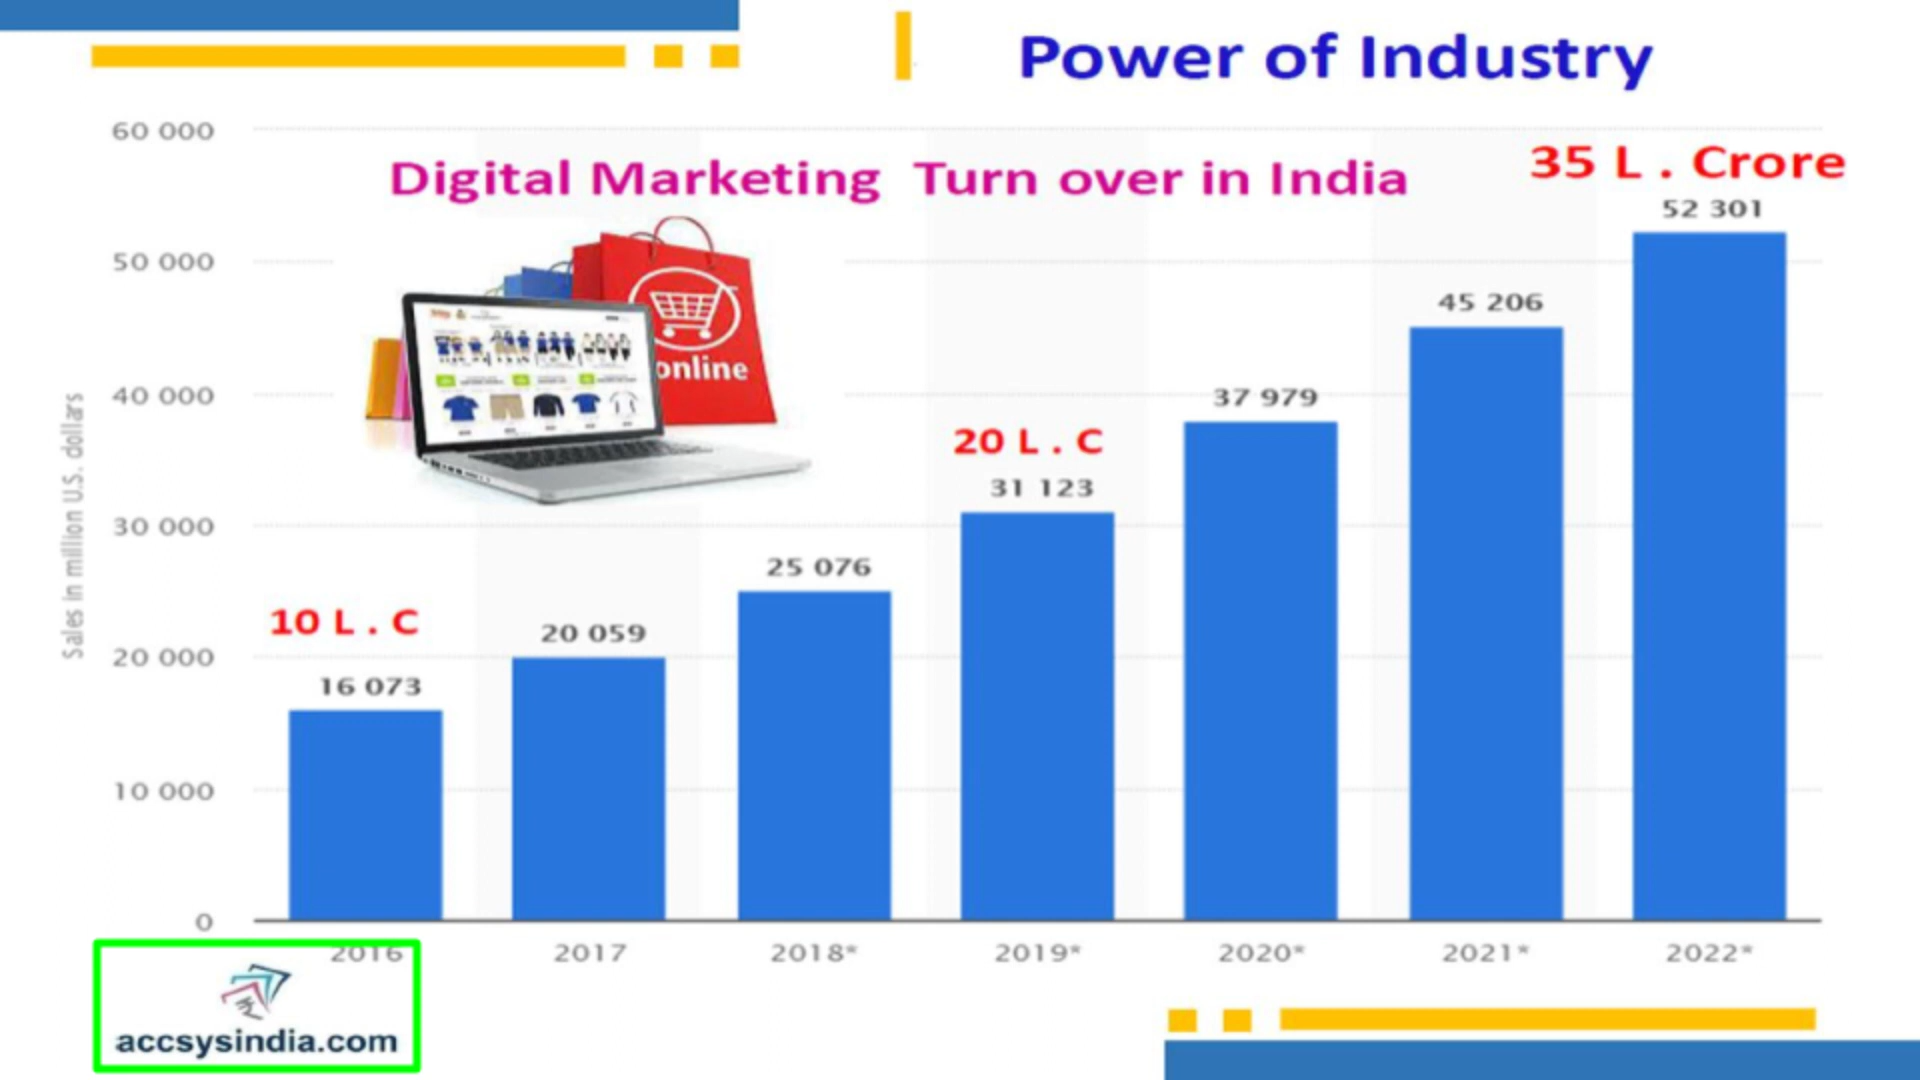 Power of Industry
60 000
Digital Marketing Turn over in India
35 L . Crore
52 301
50 000
45 206
online
40 000
37 979
20 L . C
31 123
Sales in million U.S. dollars
30 000
25 076
10 L . C
20 059
20 000
16 073
10 000
0
2016 2017 2018* 2019* 2020* 2021* 2022*
accsysindia.com